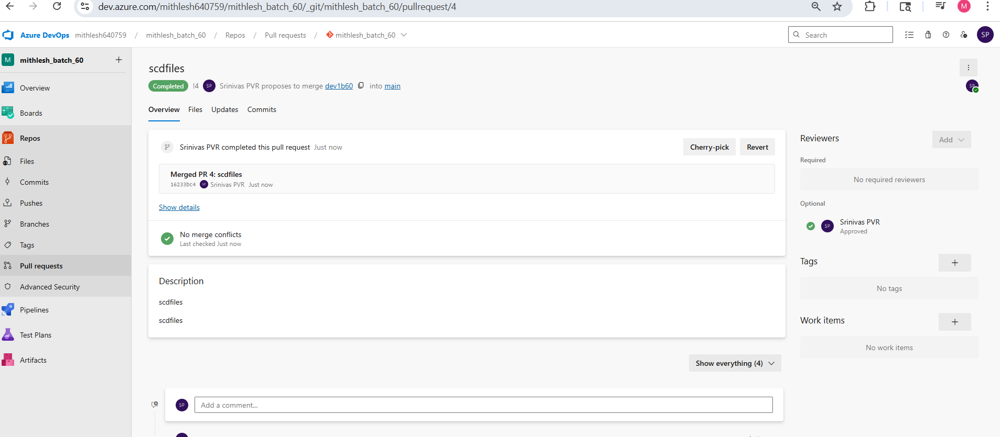 dev.azure.com/mithlesh640759/mithlesh_batch_60/_git/mithlesh_batch_60/pullrequest/4
M
Azure DevOps mithlesh640759 / mithlesh_batch_60 / Repos / Pull requests / mithlesh_batch_60
Search
SP
M mithlesh_batch_60 +
Overview
Boards
Repos
Files
Commits
Pushes
Branches
Tags
Pull requests
Advanced Security
Pipelines
Test Plans
Artifacts
scdfiles
Completed !4 SP Srinivas PVR proposes to merge dev1b60 into main
SP
Overview Files Updates Commits
Srinivas PVR completed this pull request Just now
Cherry-pick Revert
Merged PR 4: scdfiles
16233bc4 SP Srinivas PVR Just now
Show details
No merge conflicts
Last checked Just now
Description
scdfiles
scdfiles
Show everything (4)
SP Add a comment...
Reviewers
Add
Required
No required reviewers
Optional
SP Srinivas PVR
Approved
Tags
+
No tags
Work items
+
No work items